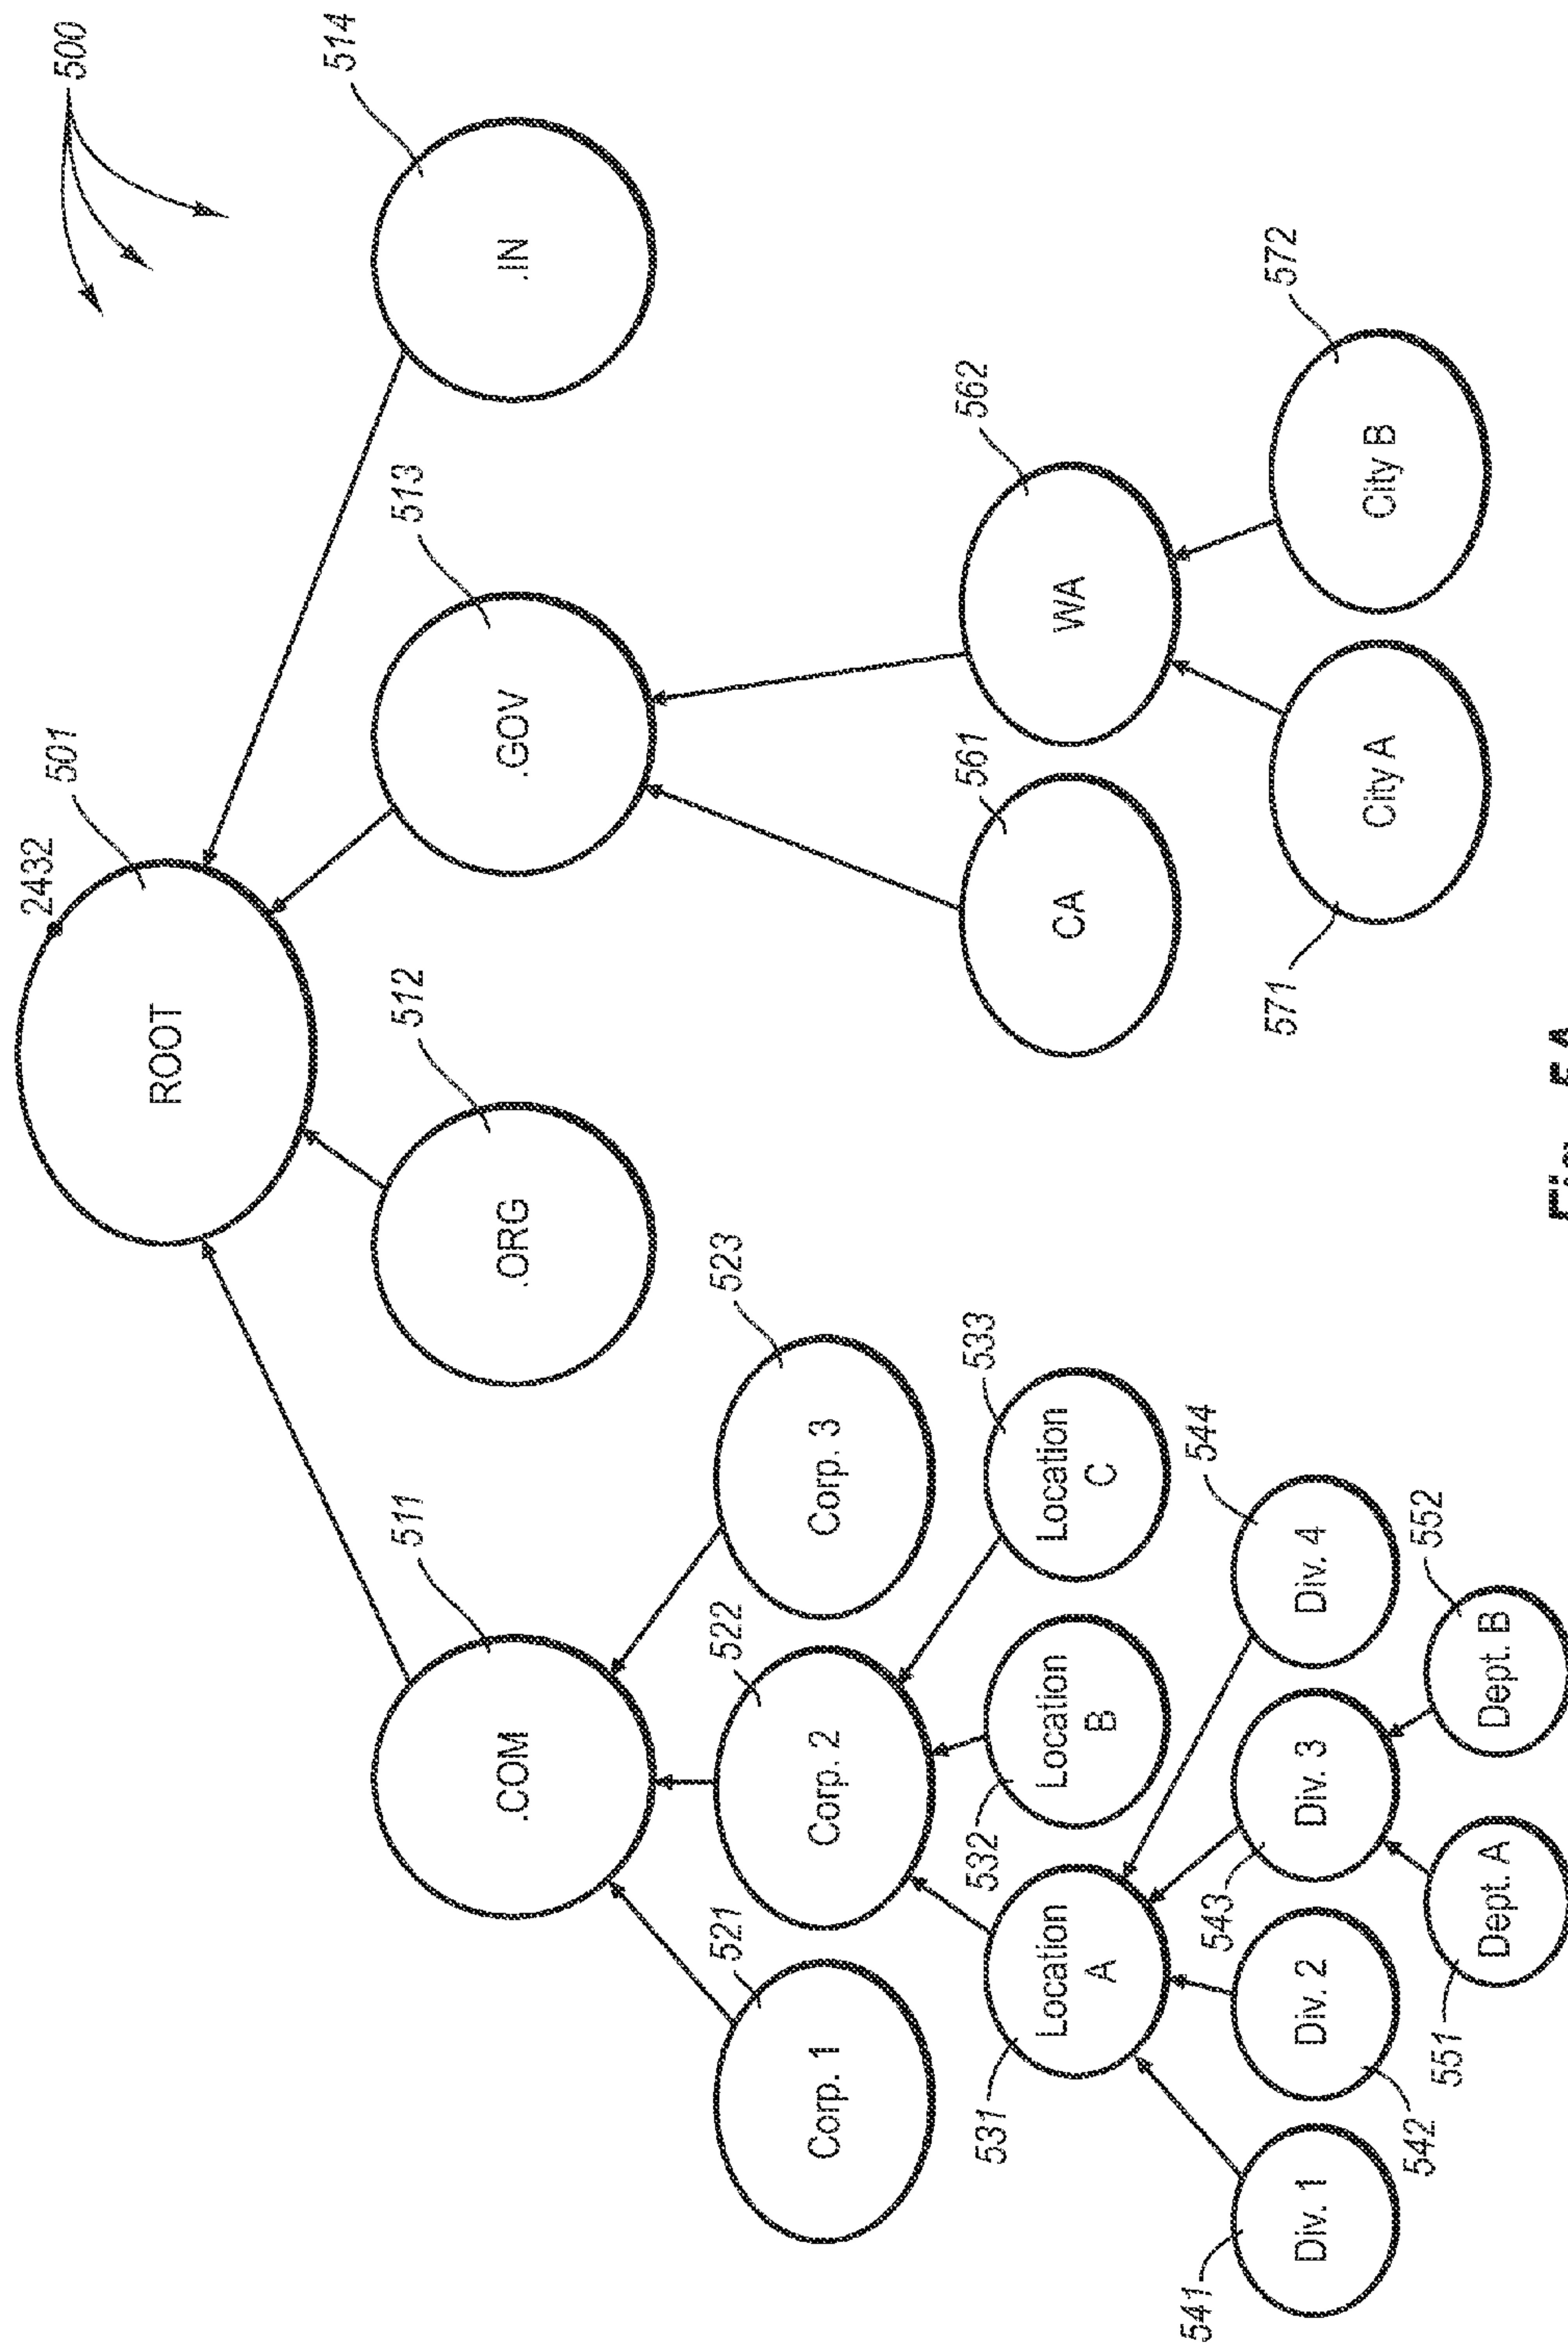 500
2432
501
ROOT
511
.COM
512
.ORG
513
.GOV
514
.IN
521
Corp. 1
522
Corp. 2
523
Corp. 3
531
Location
A
532
Location
B
533
Location
C
561
CA
562
WA
541
Div. 1
542
Div. 2
543
Div. 3
544
Div. 4
571
City A
572
City B
551
Dept. A
552
Dept. B